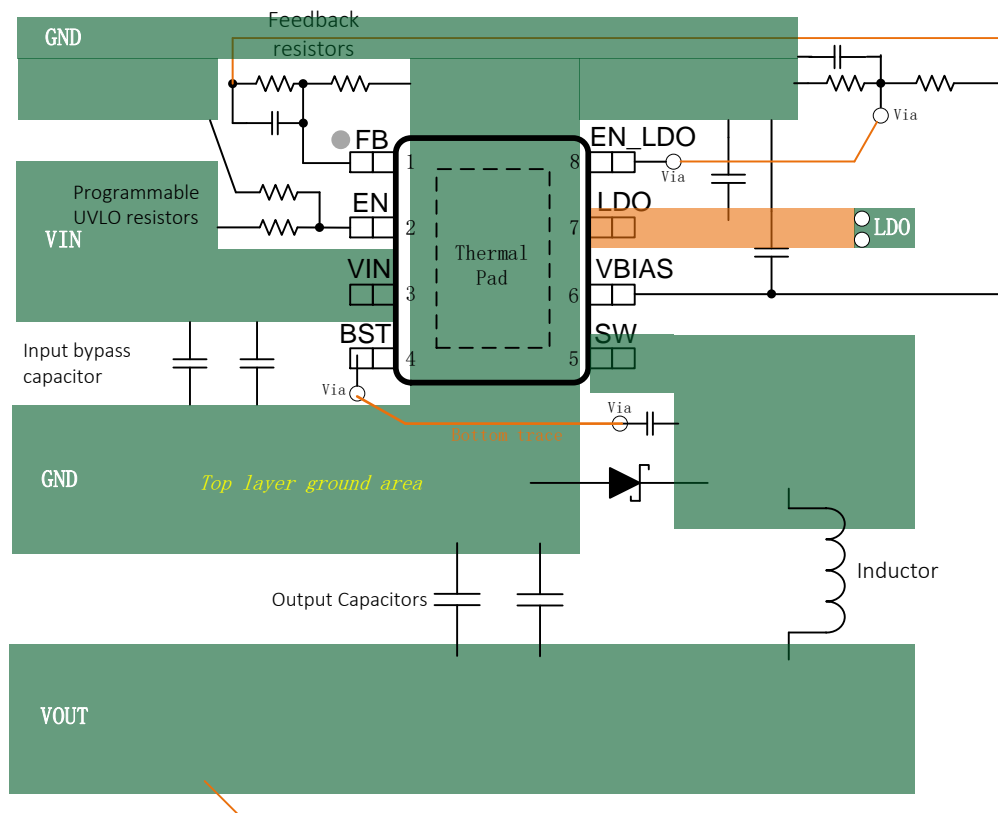 Feedback
resistors
GND
Via
FB
EN_LDO
1
8
Via
Programmable
UVLO resistors
EN
LDO
2
7
LDO
VIN
Thermal
Pad
VIN
VBIAS
3
6
BST
SW
4
5
Input bypass
capacitor
Via
Via
Bottom trace
GND
Top layer ground area
Inductor
Output Capacitors
VOUT